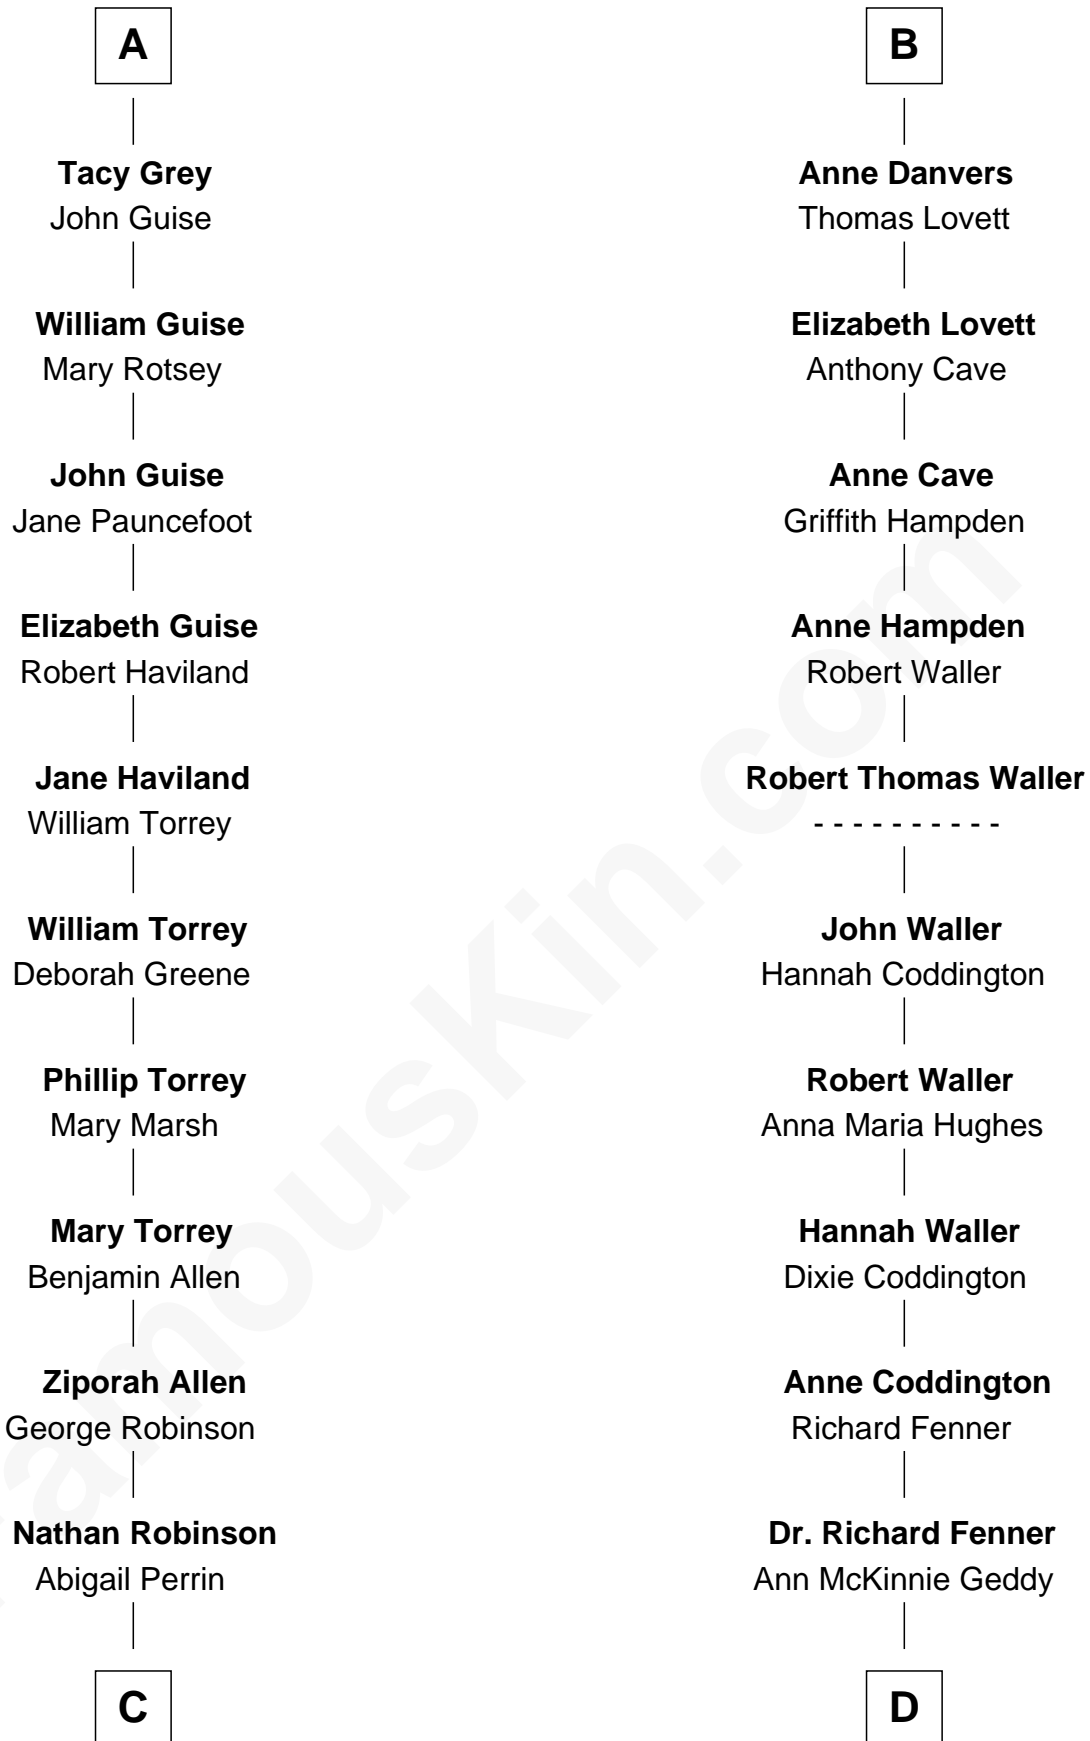 A
Tacy Grey
John Guise
William Guise
Mary Rotsey
John Guise
Jane Pauncefoot
Elizabeth Guise
Robert Haviland
Jane Haviland
William Torrey
William Torrey
Deborah Greene
Phillip Torrey
Mary Marsh
Mary Torrey
Benjamin Allen
Ziporah Allen
George Robinson
Nathan Robinson
Abigail Perrin
C
B
Anne Danvers
Thomas Lovett
Elizabeth Lovett
Anthony Cave
Anne Cave
Griffith Hampden
Anne Hampden
Robert Waller
Robert Thomas Waller
- - - - - - - - - -
John Waller
Hannah Coddington
Robert Waller
Anna Maria Hughes
Hannah Waller
Dixie Coddington
Anne Coddington
Richard Fenner
Dr. Richard Fenner
Ann McKinnie Geddy
D
FamousKin.com